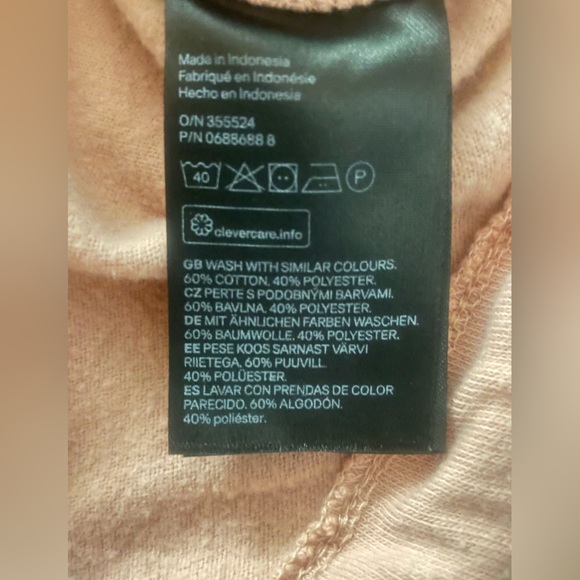 Made in Indonesia
Fabriqué en Indonésie
Hecho en Indonesia
O/N 355524
P/N 0688688 8
40 P
clevercare.info
GB WASH WITH SIMILAR COLOURS.
60% COTTON, 40% POLYESTER.
CZ PERTE S PODOBNÝMI BARVAMI.
60% BAVLNA, 40% POLYESTER.
DE MIT ÄHNLICHEN FARBEN WASCHEN.
60% BAUMWOLLE, 40% POLYESTER.
EE PESE KOOS SARNAST VÄRVI
RIIETEGA. 60% PUUVILL.
40% POLÜESTER.
ES LAVAR CON PRENDAS DE COLOR
PARECIDO. 60% ALGODÓN.
40% poliéster.